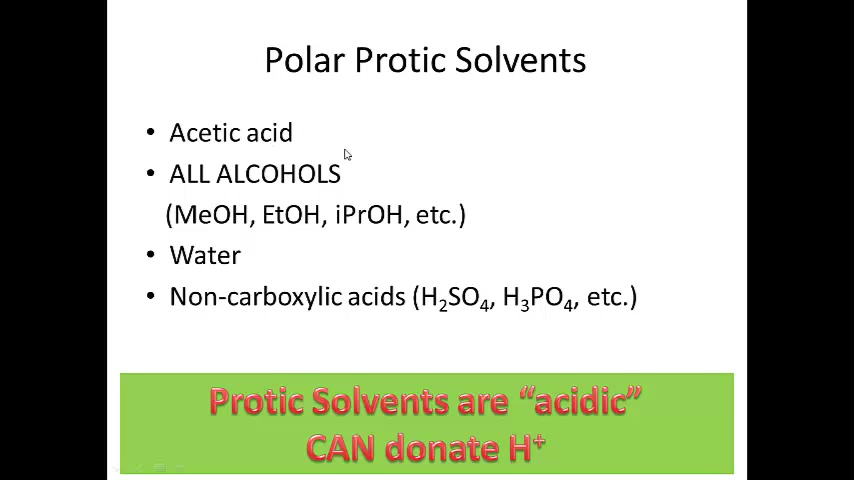 Polar Protic Solvents
• Acetic acid
• ALL ALCOHOLS
(MeOH, EtOH, iPrOH, etc.)
• Water
• Non-carboxylic acids (H₂SO₄, H₃PO₄, etc.)
Protic Solvents are “acidic”
CAN donate H⁺